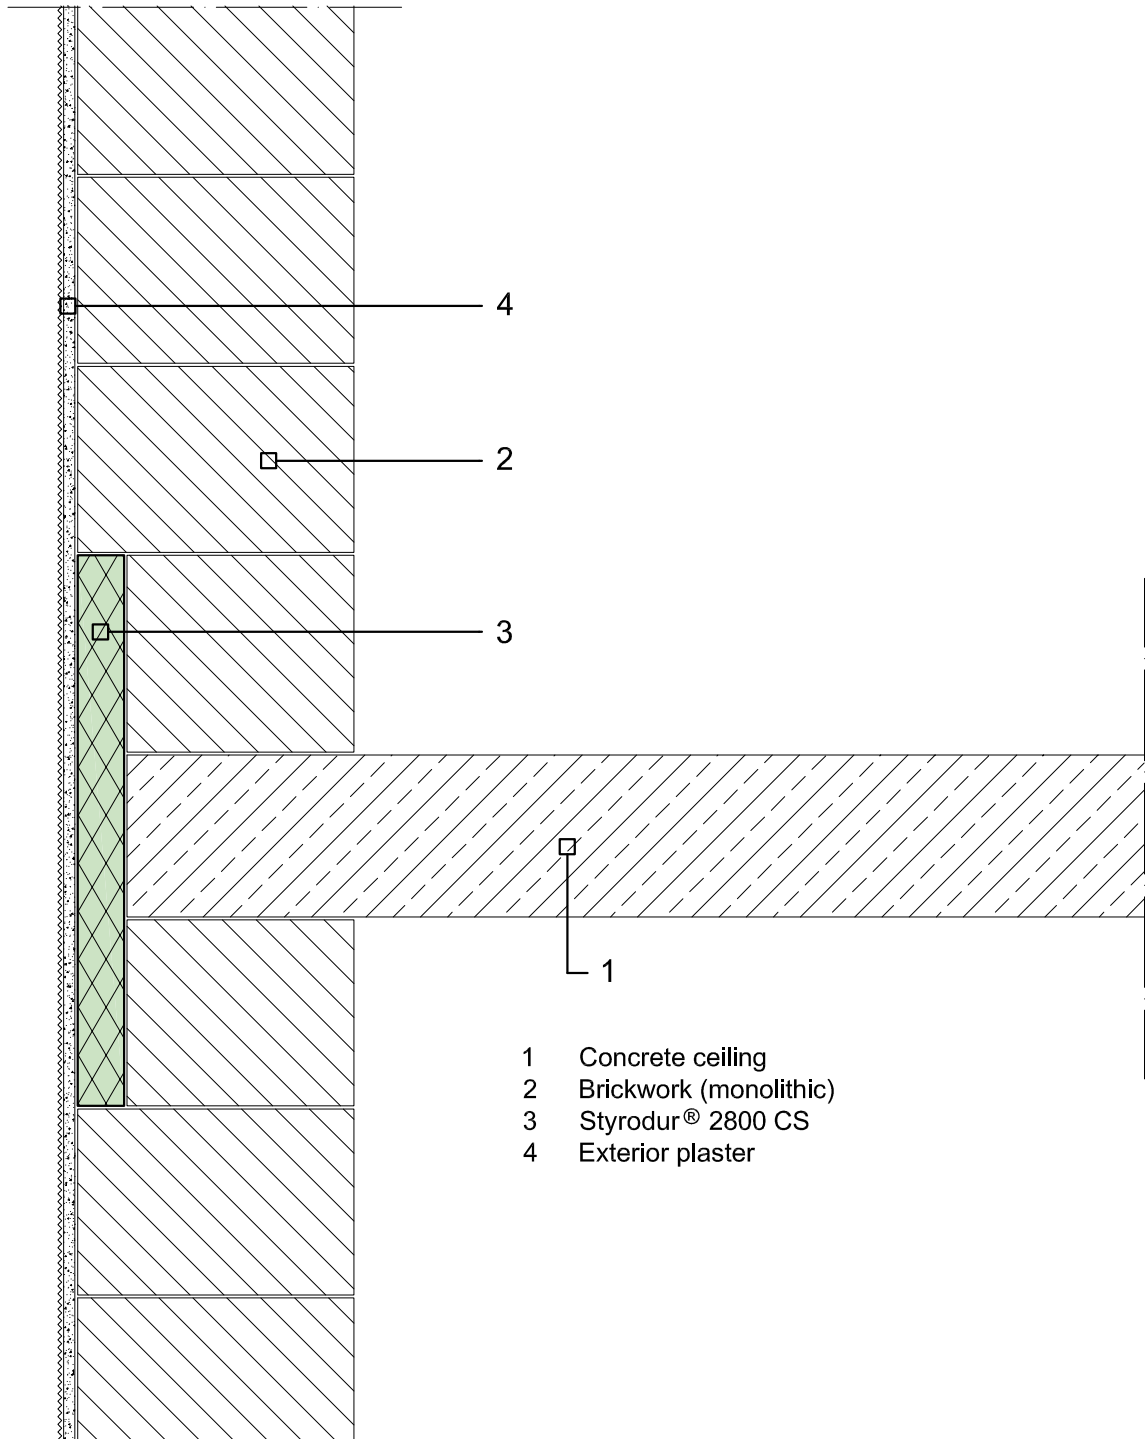 4
2
3
1
1 Concrete ceiling
2 Brickwork (monolithic)
3 Styrodur® 2800 CS
4 Exterior plaster